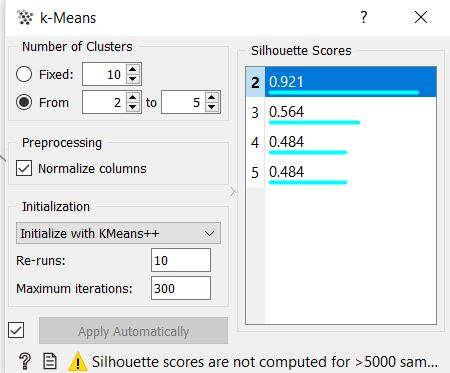 k-Means ? ×
Number of Clusters
Fixed: 10
From 2 to 5
Preprocessing
Normalize columns
Initialization
Initialize with KMeans++
Re-runs: 10
Maximum iterations: 300
Apply Automatically
Silhouette Scores
2 0.921
3 0.564
4 0.484
5 0.484
? Silhouette scores are not computed for >5000 sam...